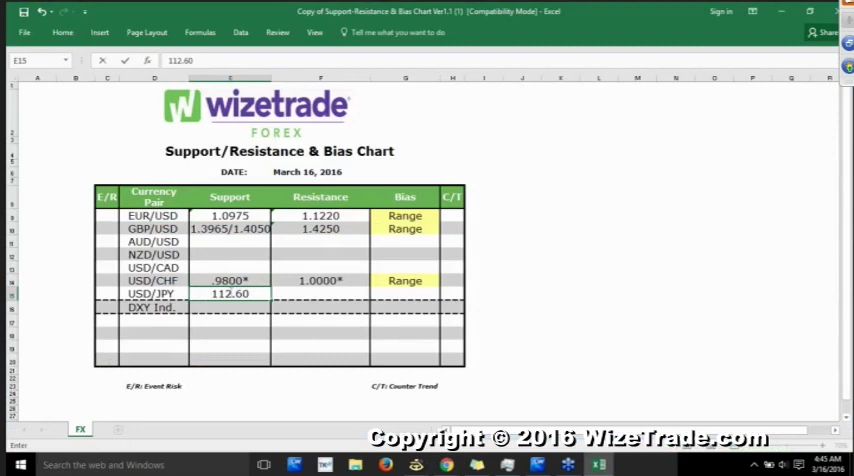 Copy of Support-Resistance & Bias Chart Ver1.1 (1) [Compatibility Mode] - Excel
Sign in
File Home Insert Page Layout Formulas Data Review View Tell me what you want to do
Share
E15 fx 112.60
A B C D E F G H I J K L M N O P Q R
wizetrade
FOREX
Support/Resistance & Bias Chart
DATE: March 16, 2016
E/R Currency Pair Support Resistance Bias C/T
EUR/USD 1.0975 1.1220 Range
GBP/USD 1.3965/1.4050 1.4250 Range
AUD/USD
NZD/USD
USD/CAD
USD/CHF .9800* 1.0000* Range
USD/JPY 112.60
DXY Ind.
E/R: Event Risk C/T: Counter Trend
FX
Enter
Copyright © 2016 WizeTrade.com
70%
Search the web and Windows
4:45 AM
3/16/2016